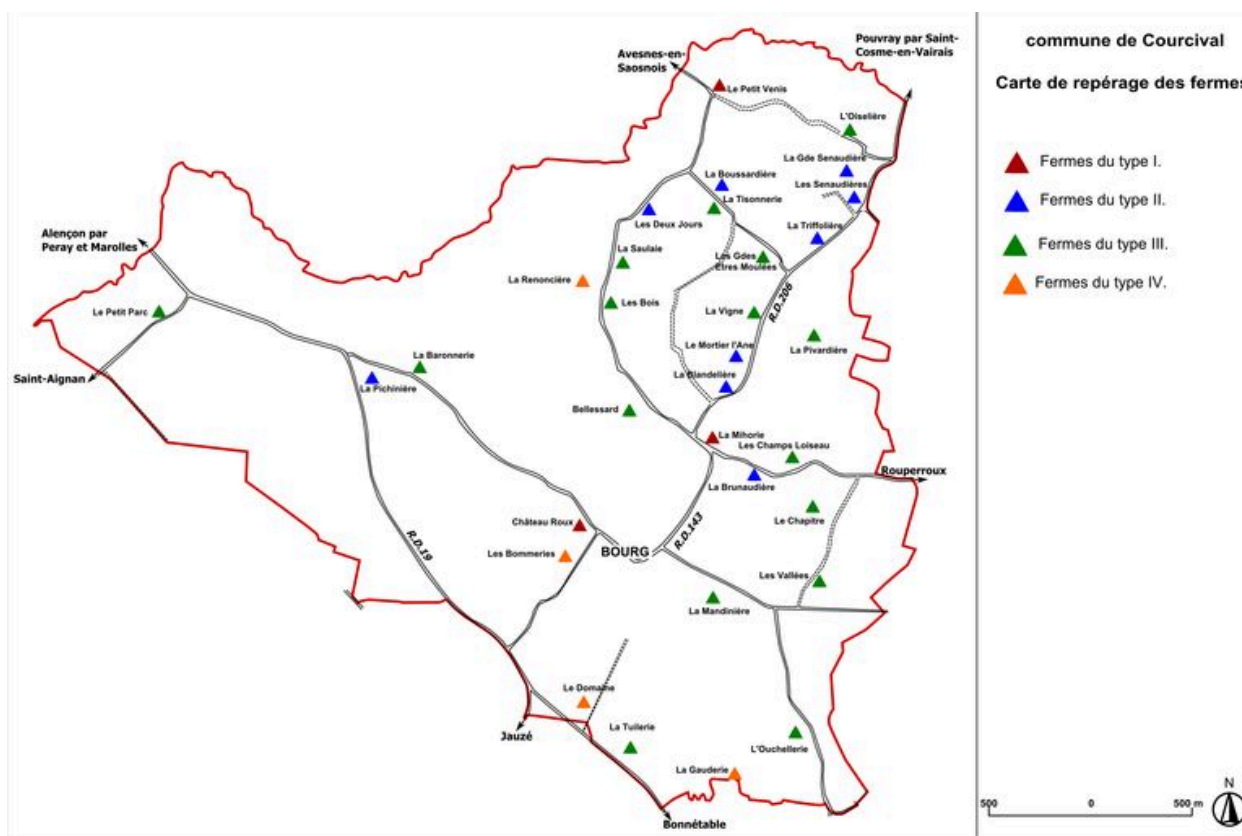 Pouvray par Saint-
Cosme-en-Vairais
Avesnes-en-
Saosnois
Le Petit Venis
L'Oiselière
La Gde Senaudière
La Boussardière
Les Senaudières
La Tisonnerie
Les Deux Jours
La Triffolière
Alençon par
Peray et Marolles
La Saulaie
Les Gdes
Etres Moulées
La Renoncière
R.D.206
Les Bois
Le Petit Parc
La Vigne
Le Mortier l'Ane
La Pivardière
La Baronnerie
Saint-Aignan
La Pichinière
La Blandelière
Bellessard
La Mihorie
Les Champs Loiseau
Rouperroux
La Brunaudière
Château Roux
Le Chapitre
R.D.143
R.D.19
Les Bommeries
BOURG
Les Vallées
La Mandinière
Le Domaine
La Tuilerie
Jauzé
L'Ouchellerie
La Gauderie
Bonnétable
commune de Courcival
Carte de repérage des fermes
Fermes du type I.
Fermes du type II.
Fermes du type III.
Fermes du type IV.
N
500 0 500 m